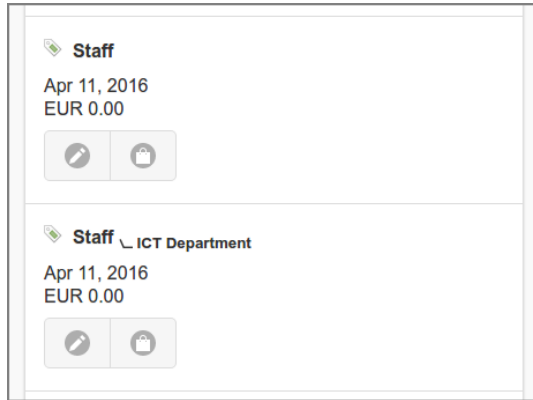 Staff
Apr 11, 2016
EUR 0.00
Staff ICT Department
Apr 11, 2016
EUR 0.00